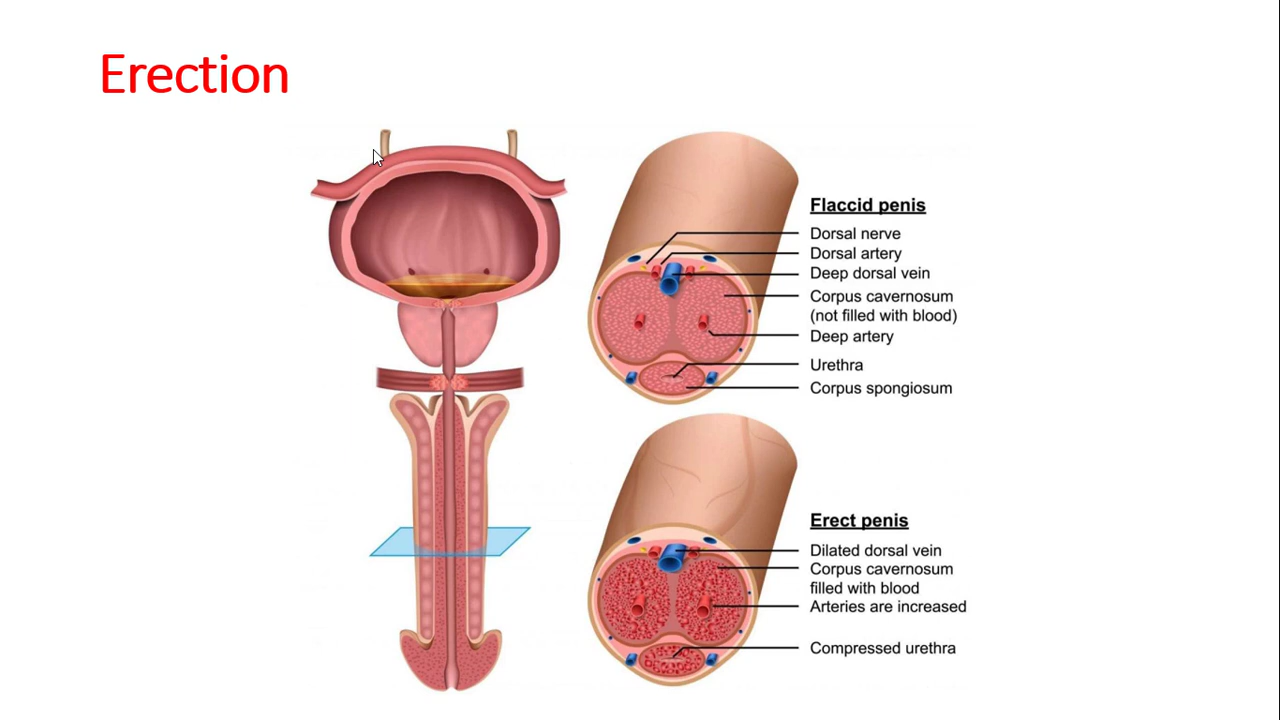 Erection
Flaccid penis
Dorsal nerve
Dorsal artery
Deep dorsal vein
Corpus cavernosum
(not filled with blood)
Deep artery
Urethra
Corpus spongiosum
Erect penis
Dilated dorsal vein
Corpus cavernosum
filled with blood
Arteries are increased
Compressed urethra